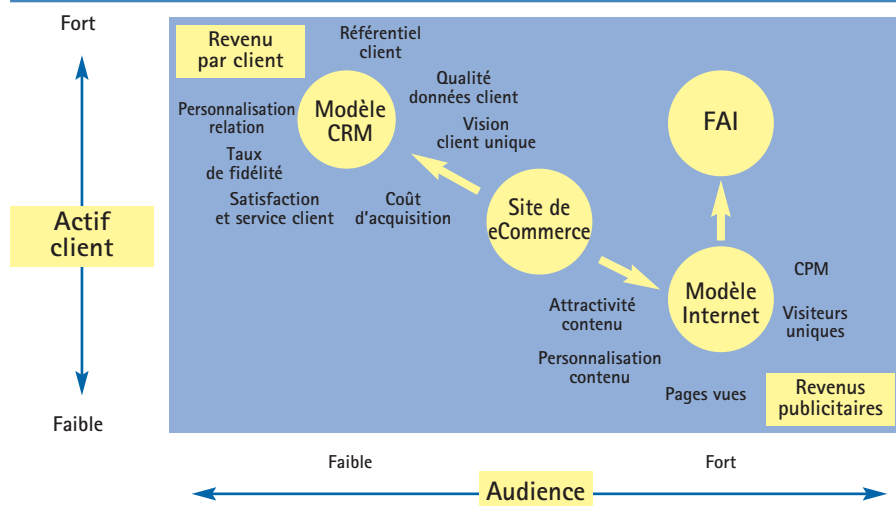 Fort
Revenu
par client
Référentiel
client
Qualité
données client
Modèle
CRM
FAI
Personnalisation
relation
Vision
client unique
Taux
de fidélité
Satisfaction
et service client
Coût
d'acquisition
Site de
eCommerce
Actif
client
CPM
Modèle
Internet
Attractivité
contenu
Visiteurs
uniques
Personnalisation
contenu
Pages vues
Revenus
publicitaires
Faible
Faible
Fort
Audience